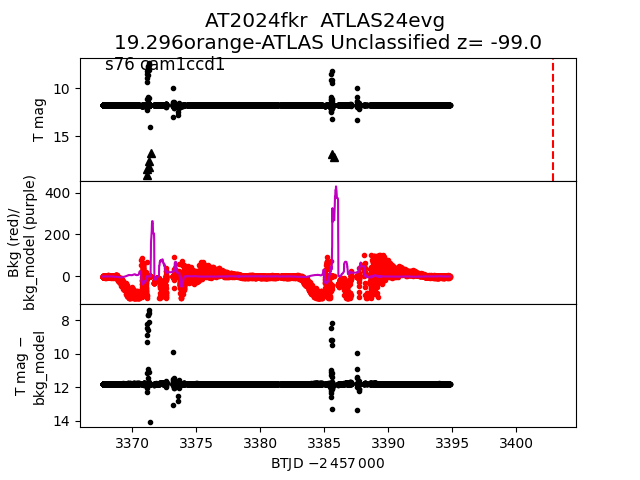 AT2024fkr ATLAS24evg
19.296orange-ATLAS Unclassified z= -99.0
s76 cam1ccd1
T mag
10
15
Bkg (red)/
bkg_model (purple)
400
200
0
T mag −
bkg_model
8
10
12
14
3370 3375 3380 3385 3390 3395 3400
BTJD −2 457 000